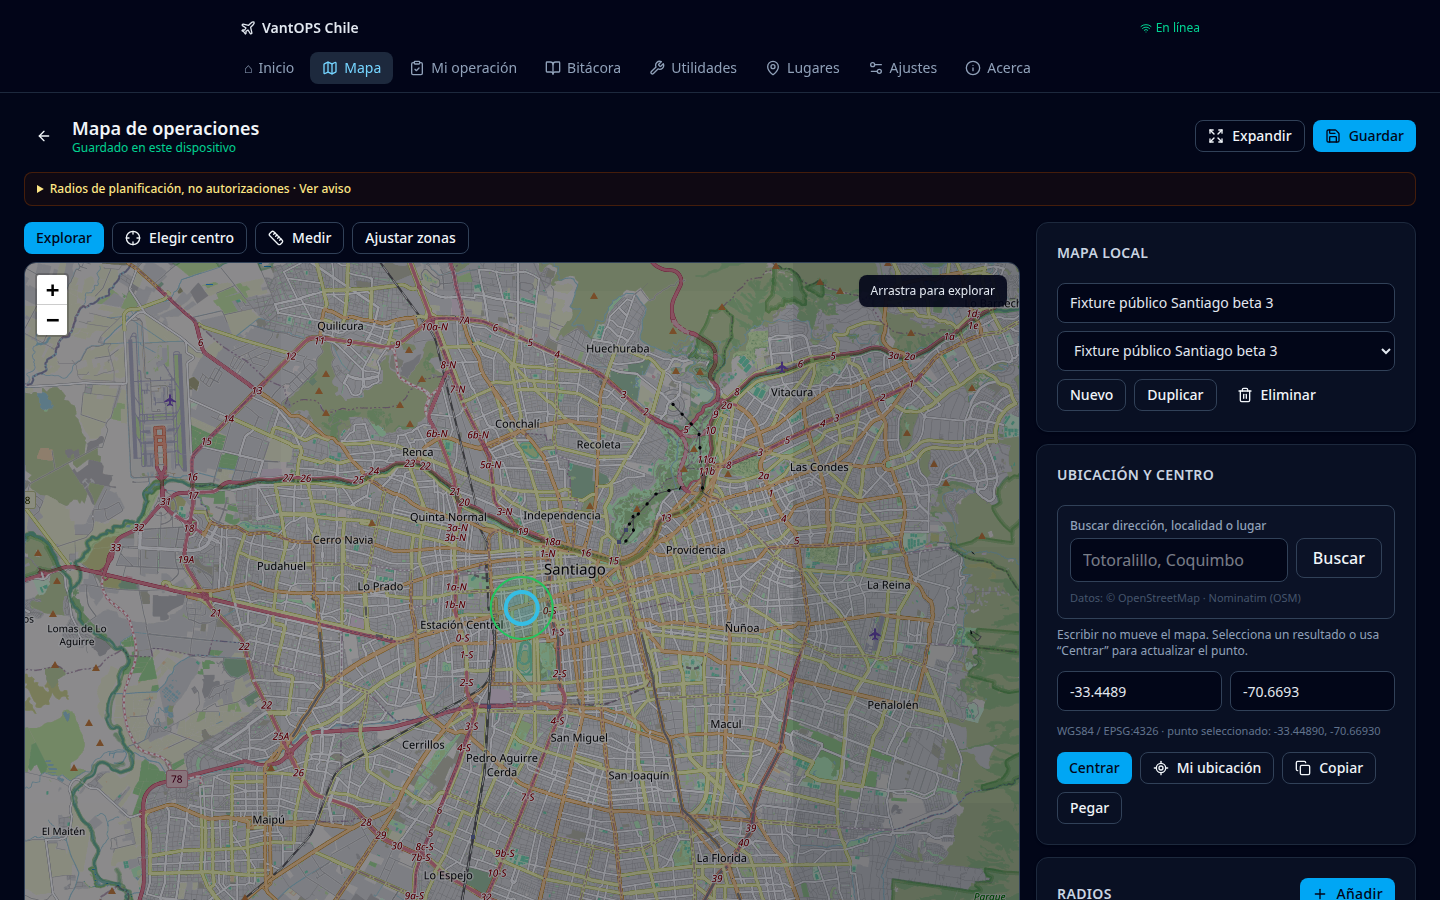 VantOPS Chile
En línea
Inicio
Mapa
Mi operación
Bitácora
Utilidades
Lugares
Ajustes
Acerca
Mapa de operaciones
Guardado en este dispositivo
Expandir
Guardar
Radios de planificación, no autorizaciones · Ver aviso
Explorar
Elegir centro
Medir
Ajustar zonas
+
−
Arrastra para explorar
Quilicura
10a-N
7A
Huechuraba
Vitacura
Conchalí
Recoleta
Renca
Las Condes
Quinta Normal
Independencia
Cerro Navia
Providencia
Pudahuel
Santiago
Lo Prado
La Reina
Estación Central
Ñuñoa
Lomas de Lo
Aguirre
Peñalolén
Macul
Cerrillos
San Miguel
Pedro Aguirre
Cerda
San Joaquín
78
Maipú
El Maitén
La Florida
Lo Espejo
Parque
MAPA LOCAL
Fixture público Santiago beta 3
Fixture público Santiago beta 3
Nuevo
Duplicar
Eliminar
UBICACIÓN Y CENTRO
Buscar dirección, localidad o lugar
Totoralillo, Coquimbo
Buscar
Datos: © OpenStreetMap · Nominatim (OSM)
Escribir no mueve el mapa. Selecciona un resultado o usa
“Centrar” para actualizar el punto.
-33.4489
-70.6693
WGS84 / EPSG:4326 · punto seleccionado: -33.44890, -70.66930
Centrar
Mi ubicación
Copiar
Pegar
RADIOS
Añadir